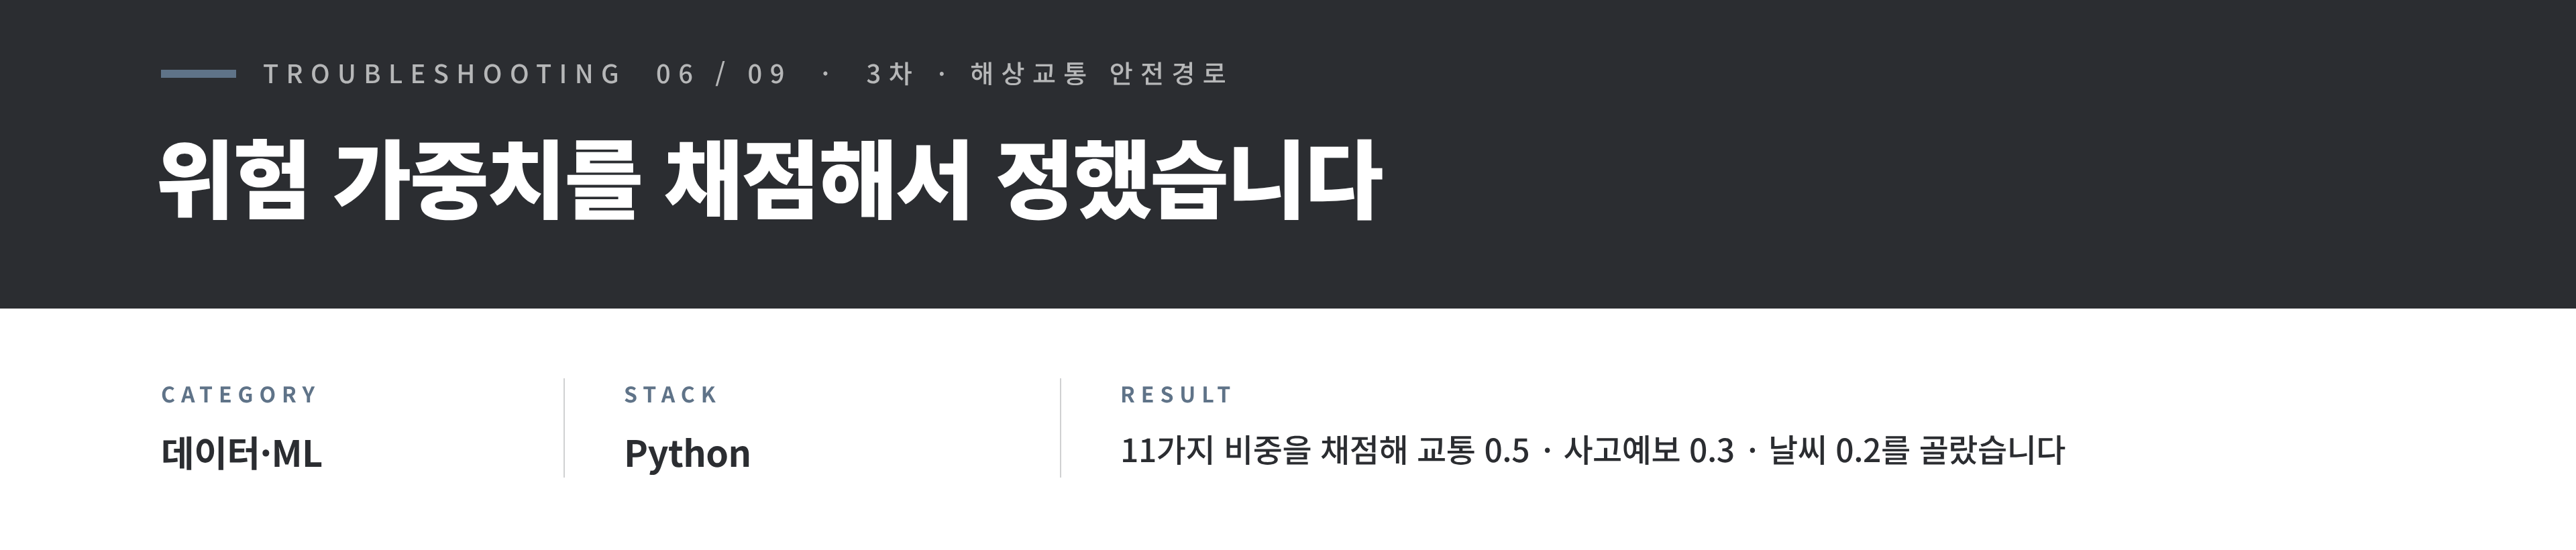 TROUBLESHOOTING 06 / 09 · 3차 · 해상교통 안전경로
위험 가중치를 채점해서 정했습니다
CATEGORY
데이터·ML
STACK
Python
RESULT
11가지 비중을 채점해 교통 0.5 · 사고예보 0.3 · 날씨 0.2를 골랐습니다